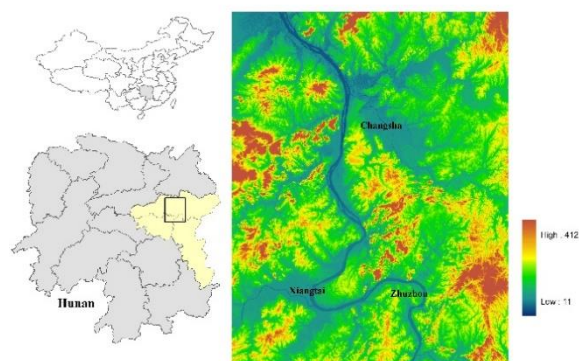 Changsha
Xiangtai
Zhuzhou
Hunan
High : 412
Low : 11